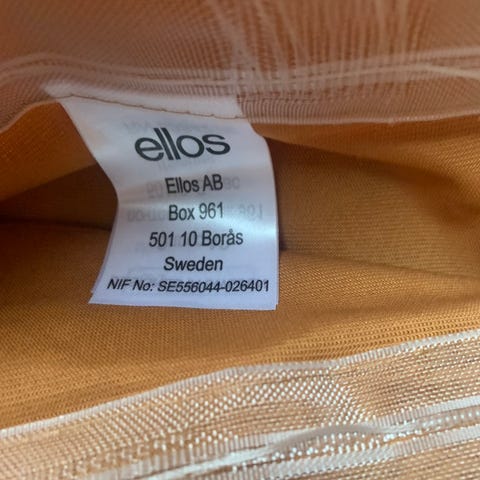 ellos
Ellos AB
Box 961
501 10 Borås
Sweden
NIF No: SE556044-026401